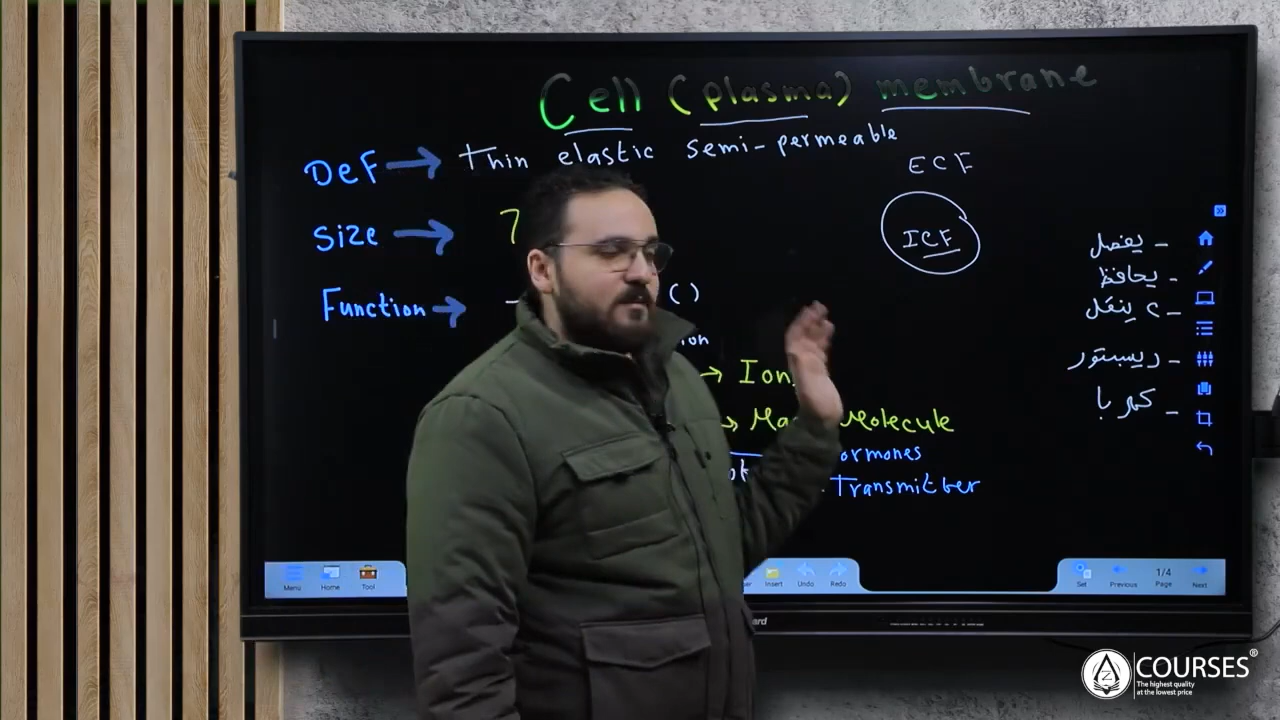 Cell (plasma) membrane
Def → Thin elastic semi-permeable
ECF
ICF
Size → 7
Function → ()
ion
→ Ion
Ma Molecule
ormones
Transmitter
- يفصل
- يحافظ
- ينقل
- ريسبتور
- كهربا
Menu Home Tool Insert Undo Redo Set Previous 1/4 Page Next
COURSES®
The highest quality
at the lowest price